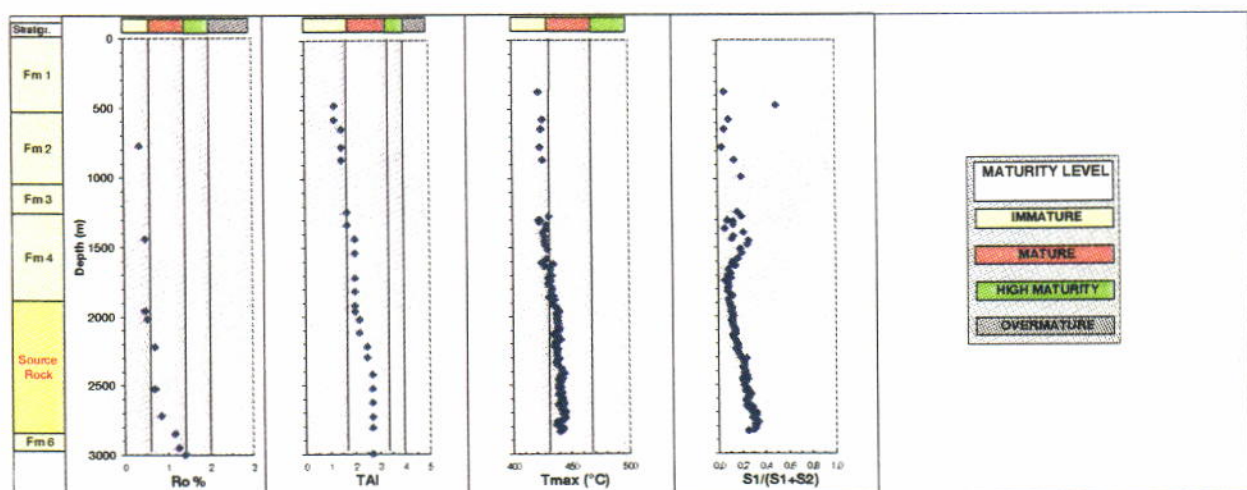 Stratigr.
Fm 1
Fm 2
Fm 3
Fm 4
Source
Rock
Fm 6
Depth (m)
0
500
1000
1500
2000
2500
3000
0 1 2 3
Ro %
0 1 2 3 4 5
TAI
400 450 500
Tmax (°C)
0,0 0,2 0,4 0,6 0,8 1,0
S1/(S1+S2)
MATURITY LEVEL
IMMATURE
MATURE
HIGH MATURITY
OVERMATURE